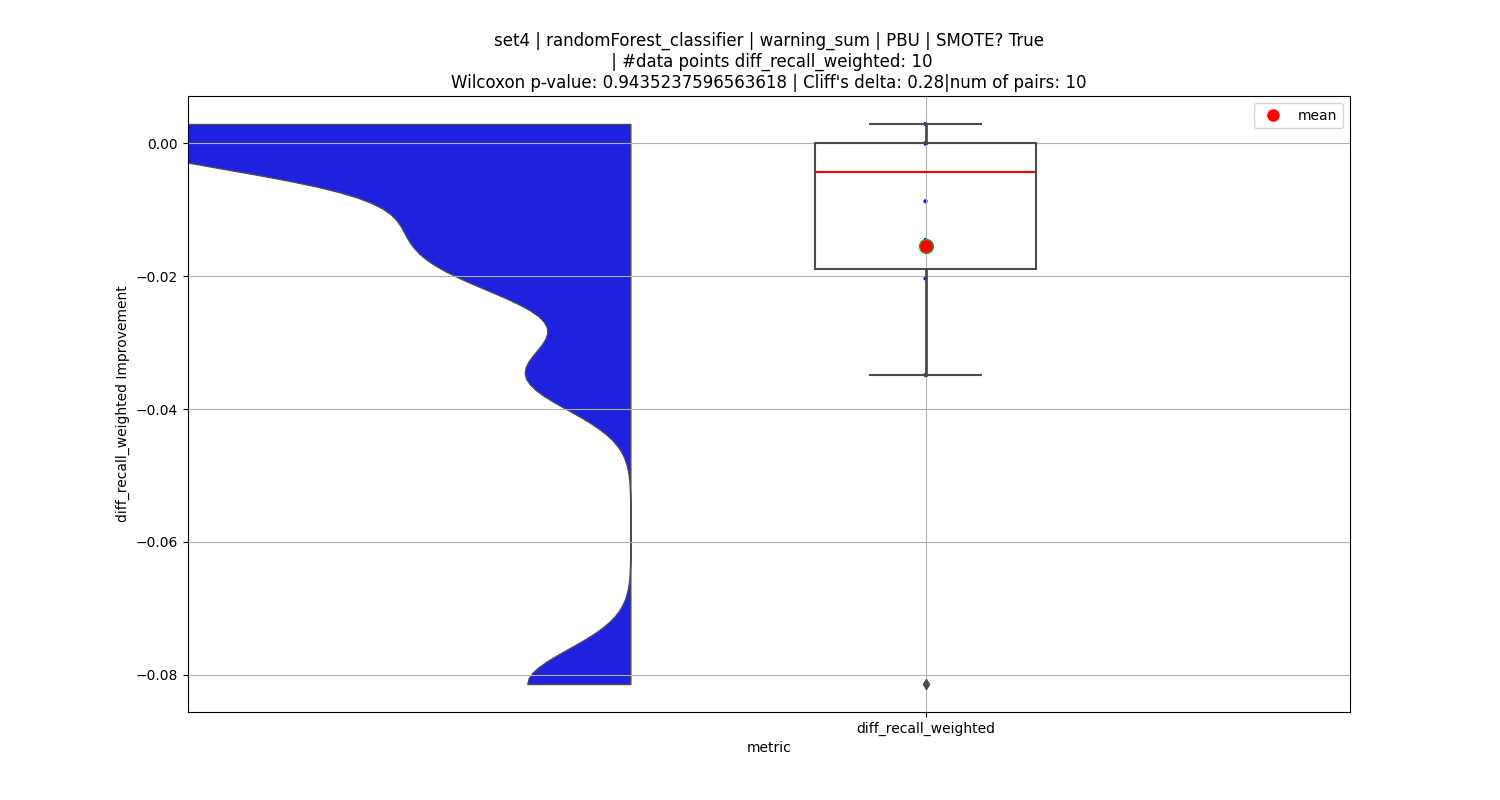 set4 | randomForest_classifier | warning_sum | PBU | SMOTE? True
| #data points diff_recall_weighted: 10
Wilcoxon p-value: 0.9435237596563618 | Cliff's delta: 0.28|num of pairs: 10
mean
0.00
−0.02
−0.04
−0.06
−0.08
diff_recall_weighted Improvement
diff_recall_weighted
metric